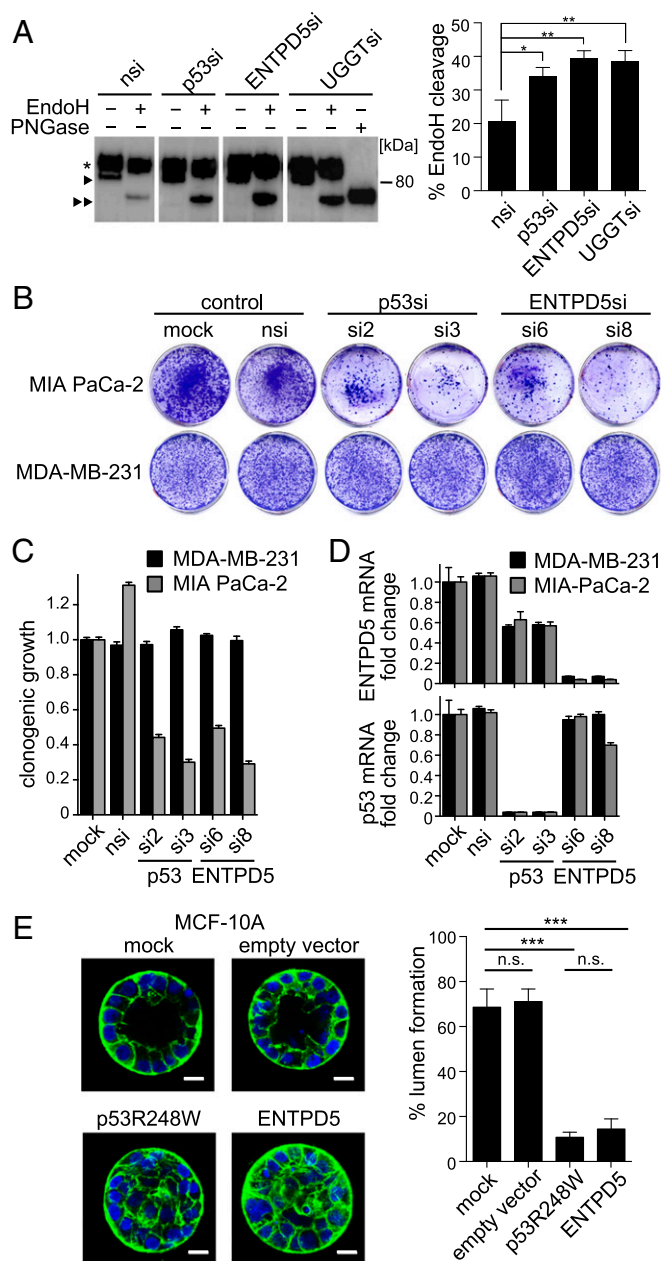 A
nsi
p53si
ENTPD5si
UGGTsi
EndoH - + - + - + - +
PNGase - - - - - - - - +
[kDa]
*
80
% EndoH cleavage
50
40
30
20
10
0
*
**
**
nsi
p53si
ENTPD5si
UGGTsi
B
control p53si ENTPD5si
mock nsi si2 si3 si6 si8
MIA PaCa-2
MDA-MB-231
C
MDA-MB-231
MIA PaCa-2
clonogenic growth
1.2
1.0
0.8
0.6
0.4
0.2
0
mock nsi si2 si3 si6 si8
p53 ENTPD5
D
MDA-MB-231
MIA-PaCa-2
ENTPD5 mRNA
fold change
1.0
0.8
0.6
0.4
0.2
0
p53 mRNA
fold change
1.0
0.8
0.6
0.4
0.2
0
mock nsi si2 si3 si6 si8
p53 ENTPD5
E
MCF-10A
mock empty vector
p53R248W ENTPD5
% lumen formation
100
80
60
40
20
0
***
***
n.s. n.s.
mock
empty vector
p53R248W
ENTPD5